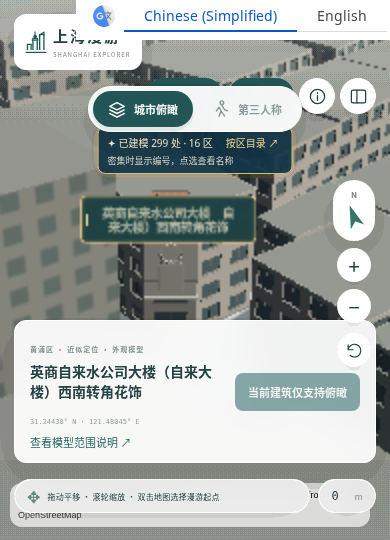 Chinese (Simplified)
English
上海漫游
SHANGHAI EXPLORER
城市俯瞰
第三人称
✦ 已建模 299 处 · 16 区 按区目录 ↗
密集时显示编号，点选查看名称
英商自来水公司大楼（自
来大楼）西南转角花饰
N
+
−
黄浦区 · 近似定位 · 外观模型
英商自来水公司大楼（自来水大
楼）西南转角花饰
当前建筑仅支持俯瞰
31.24430° N · 121.48045° E
查看模型范围说明 ↗
拖动平移 · 滚轮缩放 · 双击地图选择漫游起点
0 m
OpenStreetMap